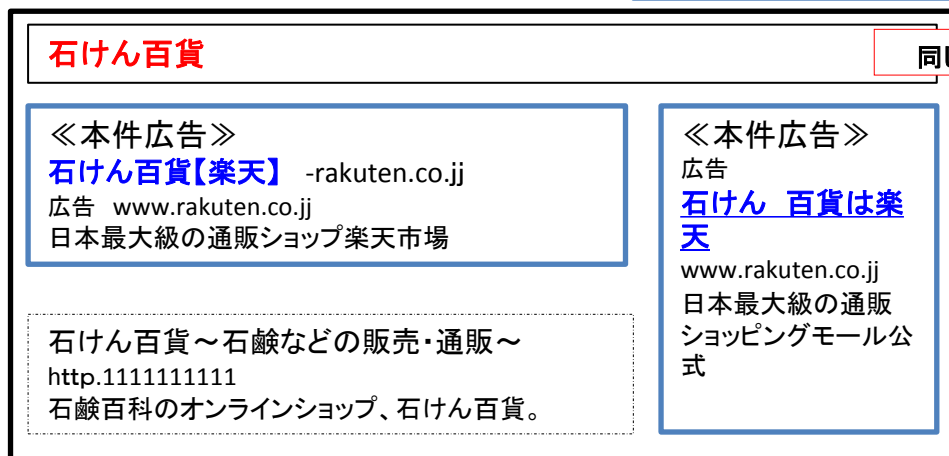 石けん百貨
同じ
≪本件広告≫
石けん百貨【楽天】 -rakuten.co.jj
広告 www.rakuten.co.jj
日本最大級の通販ショップ楽天市場
石けん百貨～石鹸などの販売・通販～
http.1111111111
石鹸百科のオンラインショップ、石けん百貨。
≪本件広告≫
広告
石けん 百貨は楽
天
www.rakuten.co.jj
日本最大級の通販
ショッピングモール公
式